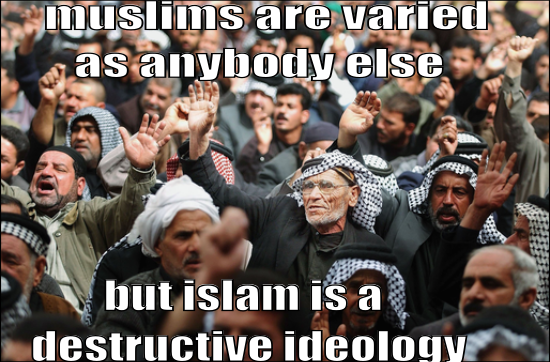 muslims are varied
as anybody else
but islam is a
destructive ideology